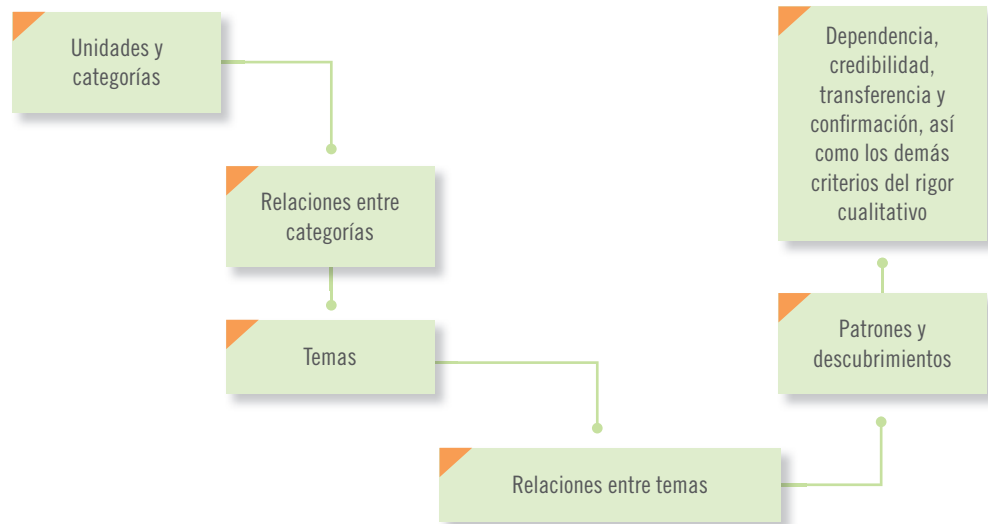 Unidades y
categorías
Relaciones entre
categorías
Temas
Relaciones entre temas
Patrones y
descubrimientos
Dependencia,
credibilidad,
transferencia y
confirmación, así
como los demás
criterios del rigor
cualitativo